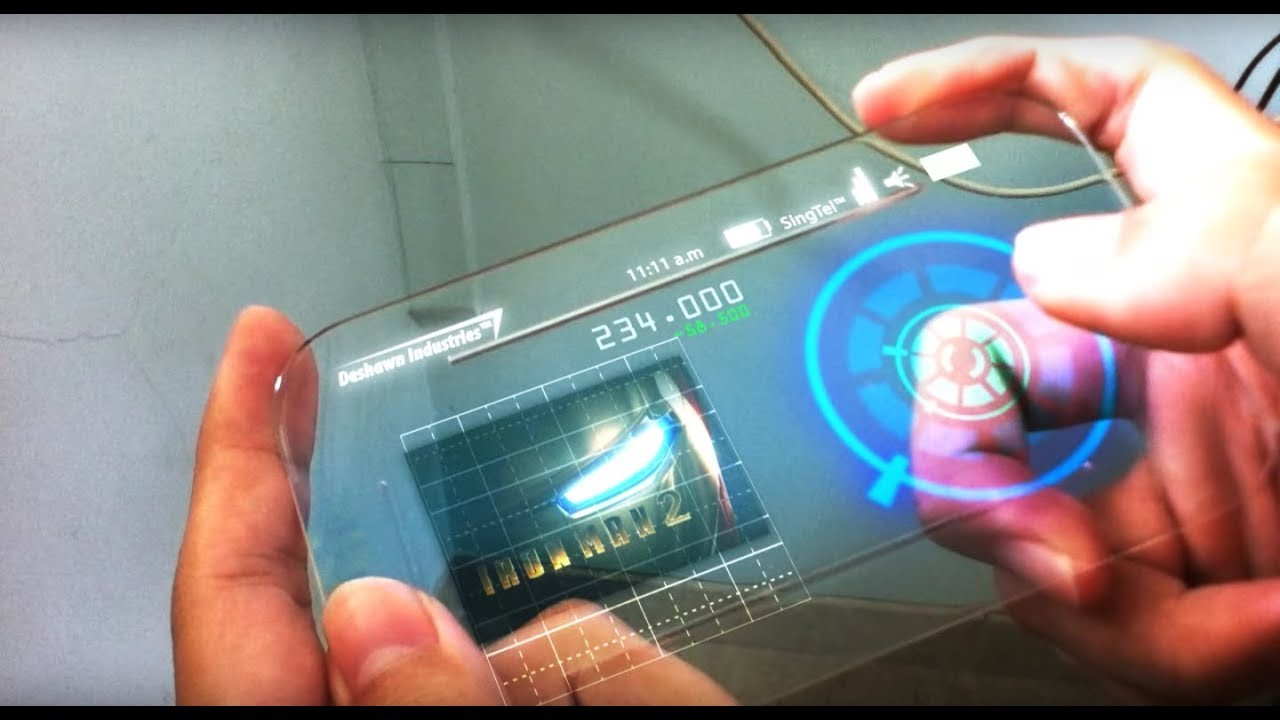 SingTel™
11:11 a.m
Deshawn Industries™
234.000
-58.500
IRON MAN 2